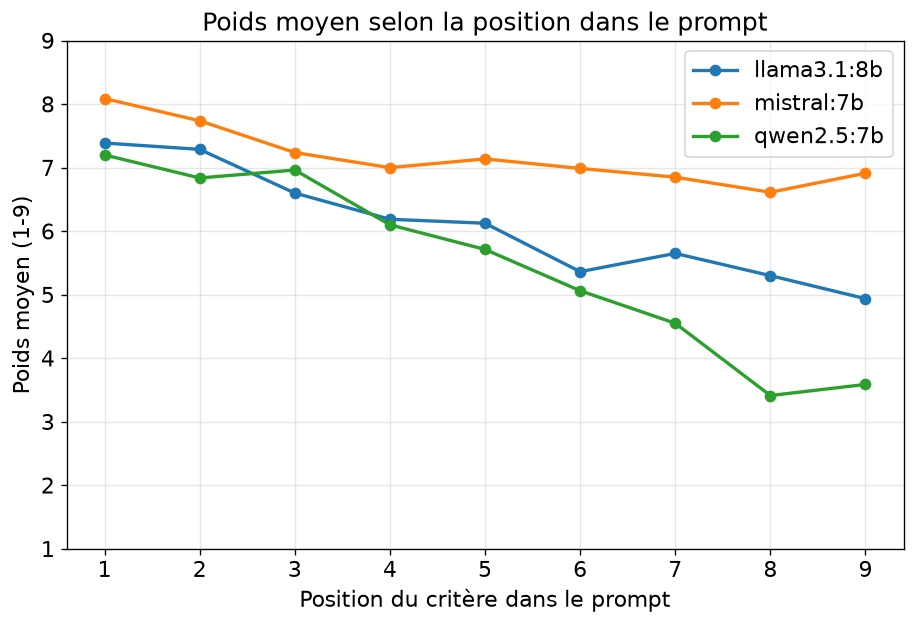 Poids moyen selon la position dans le prompt
9
8
7
6
5
4
3
2
1
Poids moyen (1-9)
llama3.1:8b
mistral:7b
qwen2.5:7b
1 2 3 4 5 6 7 8 9
Position du critère dans le prompt